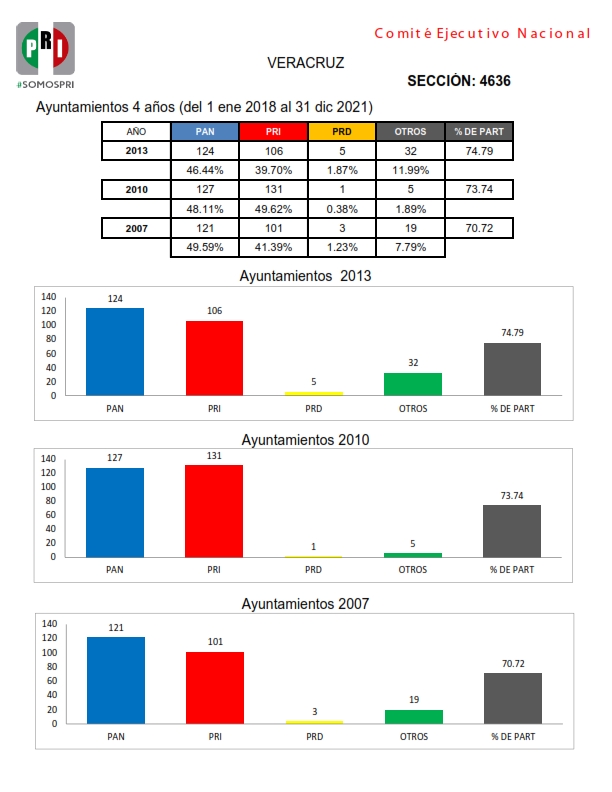 Comité Ejecutivo Nacional
PRI
#SOMOSPRI
VERACRUZ
SECCIÓN: 4636
Ayuntamientos 4 años (del 1 ene 2018 al 31 dic 2021)
AÑO PAN PRI PRD OTROS % DE PART
2013 124 106 5 32 74.79
46.44% 39.70% 1.87% 11.99%
2010 127 131 1 5 73.74
48.11% 49.62% 0.38% 1.89%
2007 121 101 3 19 70.72
49.59% 41.39% 1.23% 7.79%
Ayuntamientos 2013
140
120
100
80
60
40
20
0
124 106 5 32 74.79
PAN PRI PRD OTROS % DE PART
Ayuntamientos 2010
140
120
100
80
60
40
20
0
127 131 1 5 73.74
PAN PRI PRD OTROS % DE PART
Ayuntamientos 2007
140
120
100
80
60
40
20
0
121 101 3 19 70.72
PAN PRI PRD OTROS % DE PART